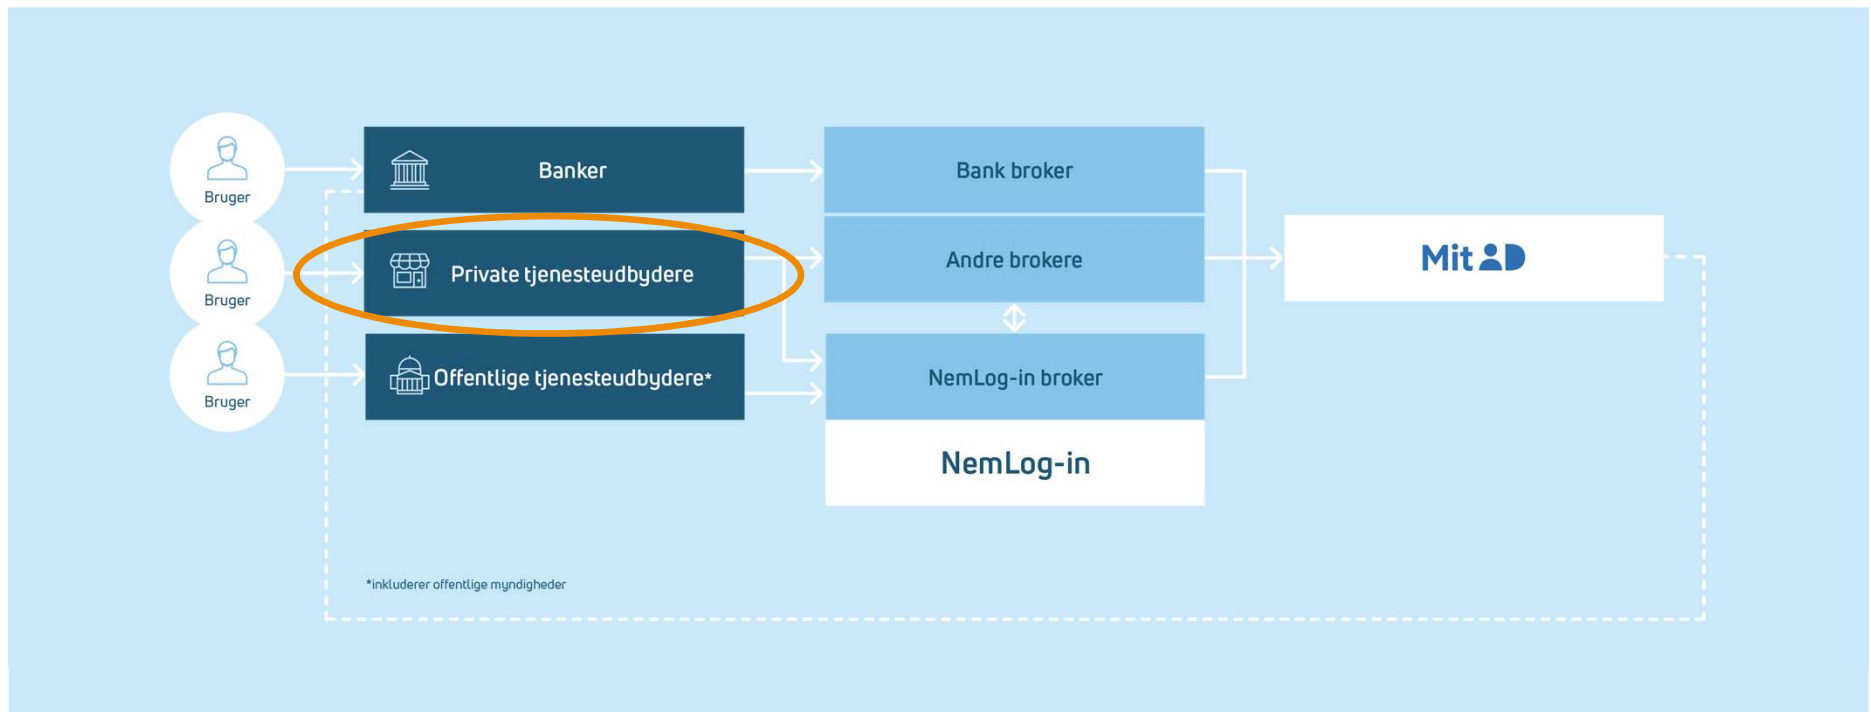 Bruger
Banker
Bank broker
Bruger
Private tjenesteudbydere
Andre brokere
Mit D
Bruger
Offentlige tjenesteudbydere*
NemLog-in broker
NemLog-in
*inkluderer offentlige myndigheder